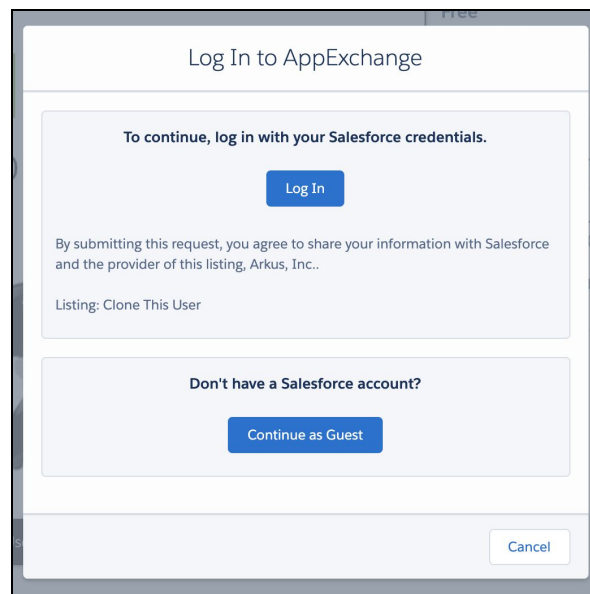 Free
Log In to AppExchange
To continue, log in with your Salesforce credentials.
Log In
By submitting this request, you agree to share your information with Salesforce
and the provider of this listing, Arkus, Inc..
Listing: Clone This User
Don't have a Salesforce account?
Continue as Guest
Cancel